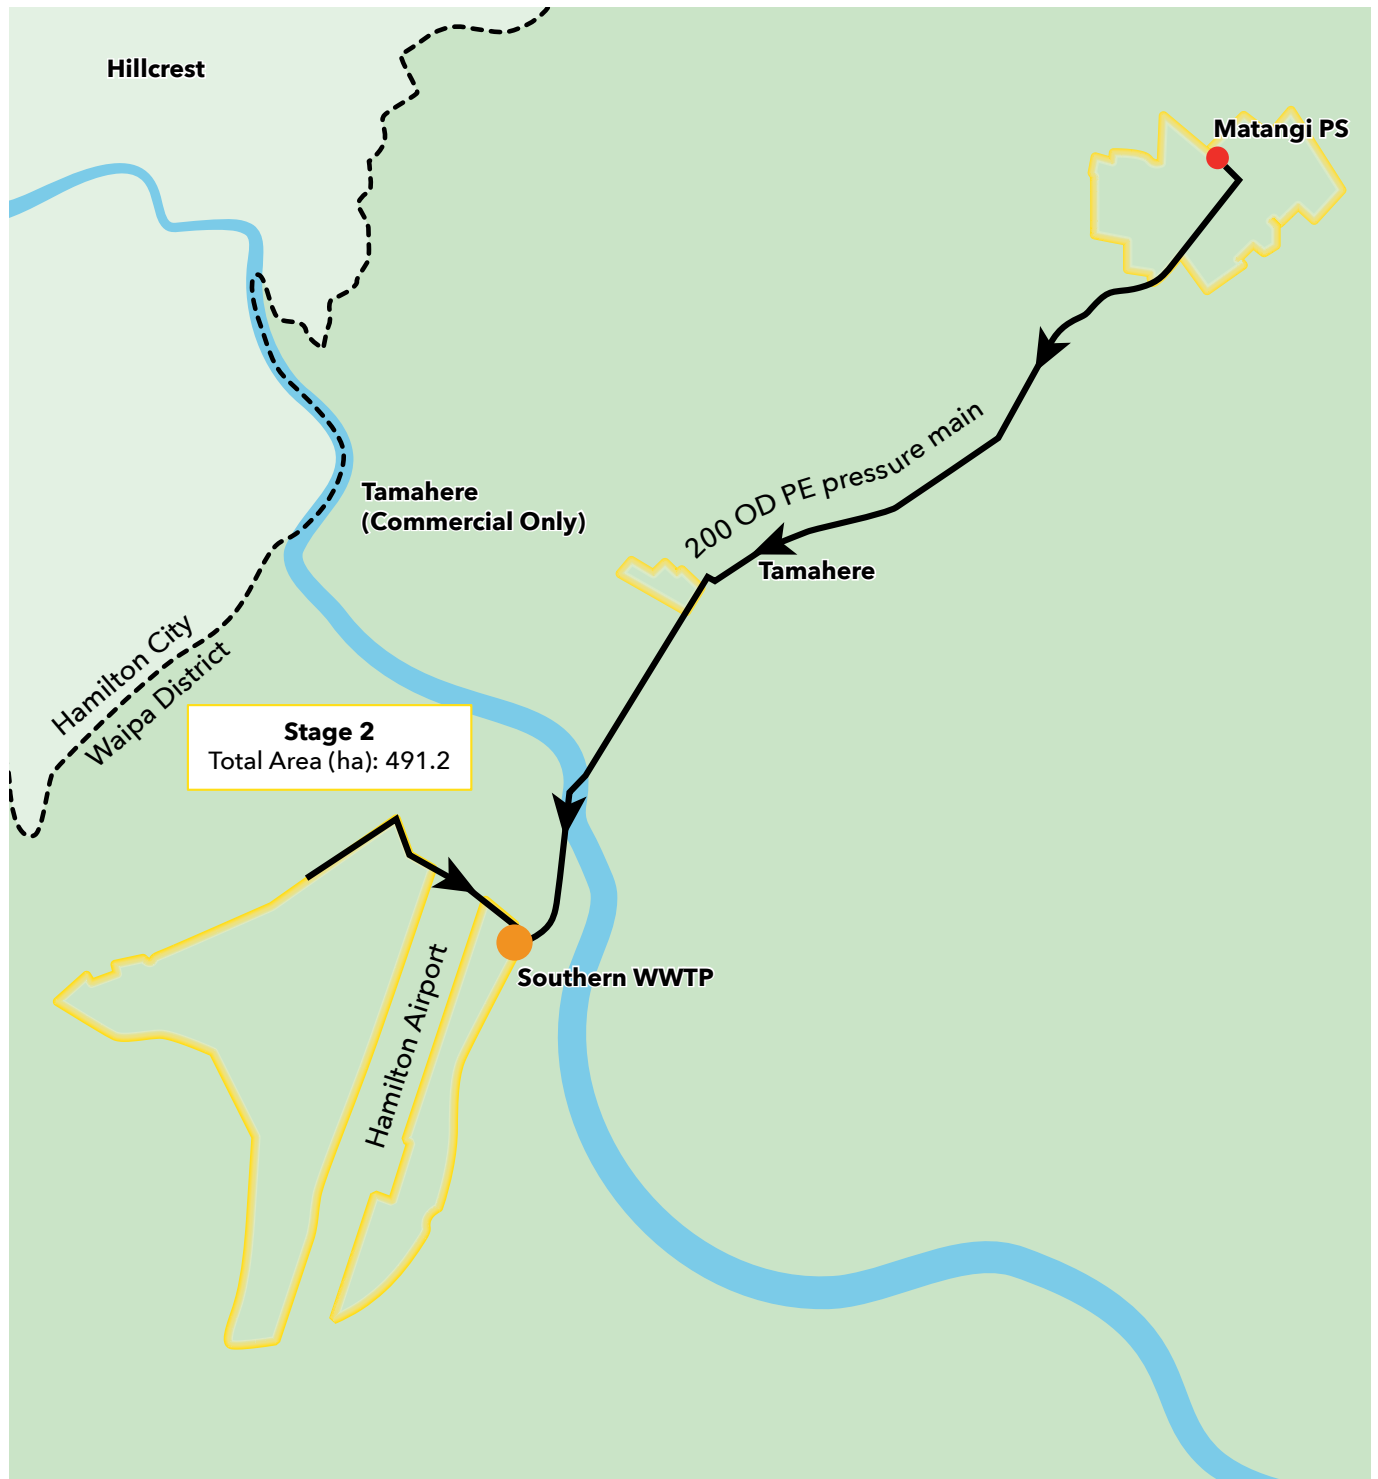 Hillcrest
Matangi PS
200 OD PE pressure main
Tamahere
(Commercial Only)
Tamahere
Hamilton City
Waipa District
Stage 2
Total Area (ha): 491.2
Hamilton Airport
Southern WWTP